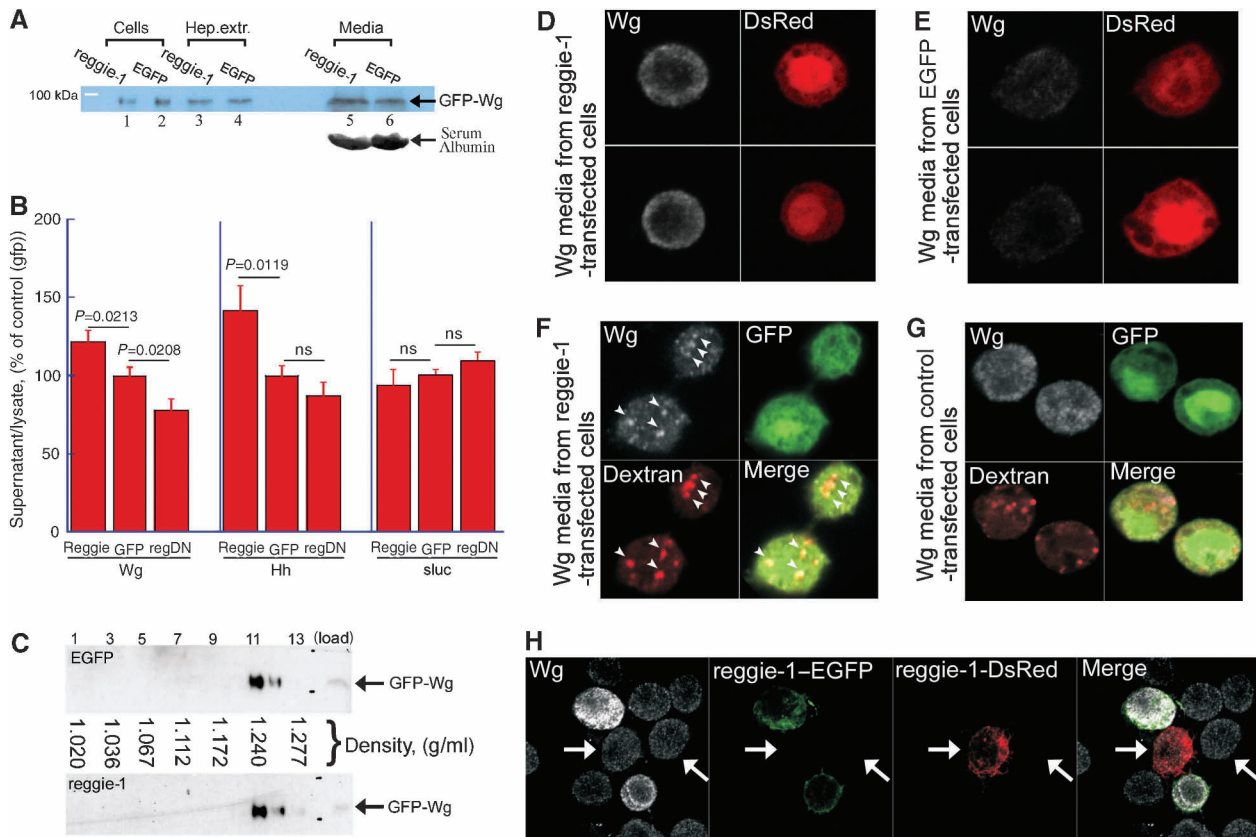 A
Cells Hep.extr. Media
reggie-1 EGFP reggie-1 EGFP reggie-1 EGFP
100 kDa
GFP-Wg
1 2 3 4 5 6
Serum
Albumin
B
Supernatant/lysate, (% of control (gfp))
200
150
100
50
0
P=0.0213
P=0.0208
P=0.0119
ns
ns
ns
Reggie GFP regDN Reggie GFP regDN Reggie GFP regDN
Wg Hh sluc
C
1 3 5 7 9 11 13 (load)
EGFP
GFP-Wg
1.020 1.036 1.067 1.112 1.172 1.240 1.277 } Density, (g/ml)
reggie-1
GFP-Wg
D
Wg media from reggie-1
-transfected cells
Wg DsRed
E
Wg media from EGFP
-transfected cells
Wg DsRed
F
Wg media from reggie-1
-transfected cells
Wg GFP
Dextran Merge
G
Wg media from control
-transfected cells
Wg GFP
Dextran Merge
H
Wg reggie-1–EGFP reggie-1-DsRed Merge